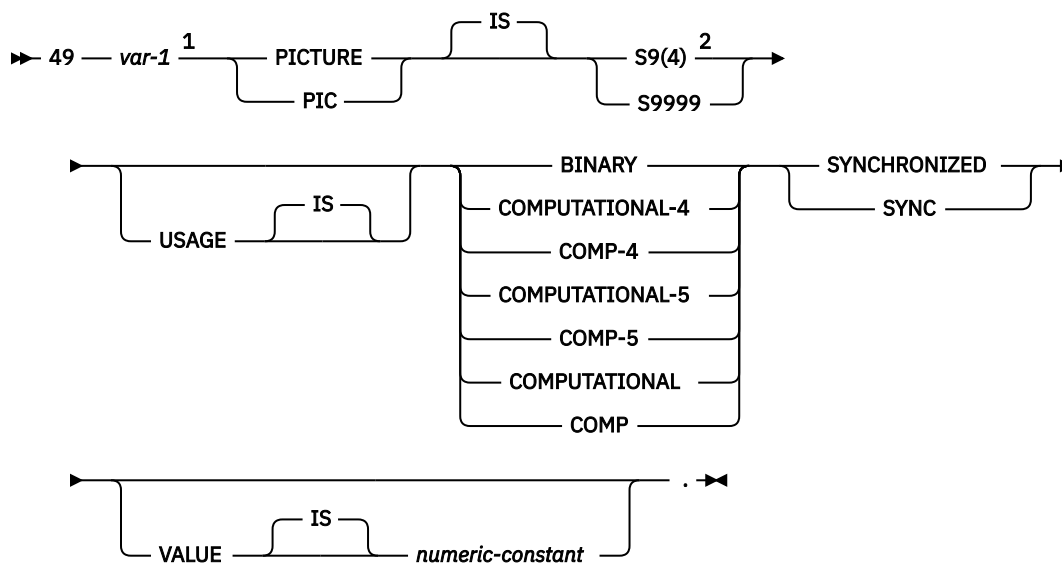 IS
49 var-1 1 PICTURE S9(4) 2
PIC S9999
BINARY SYNCHRONIZED
IS COMPUTATIONAL-4 SYNC
USAGE
COMP-4
COMPUTATIONAL-5
COMP-5
COMPUTATIONAL
COMP
.
IS
VALUE numeric-constant